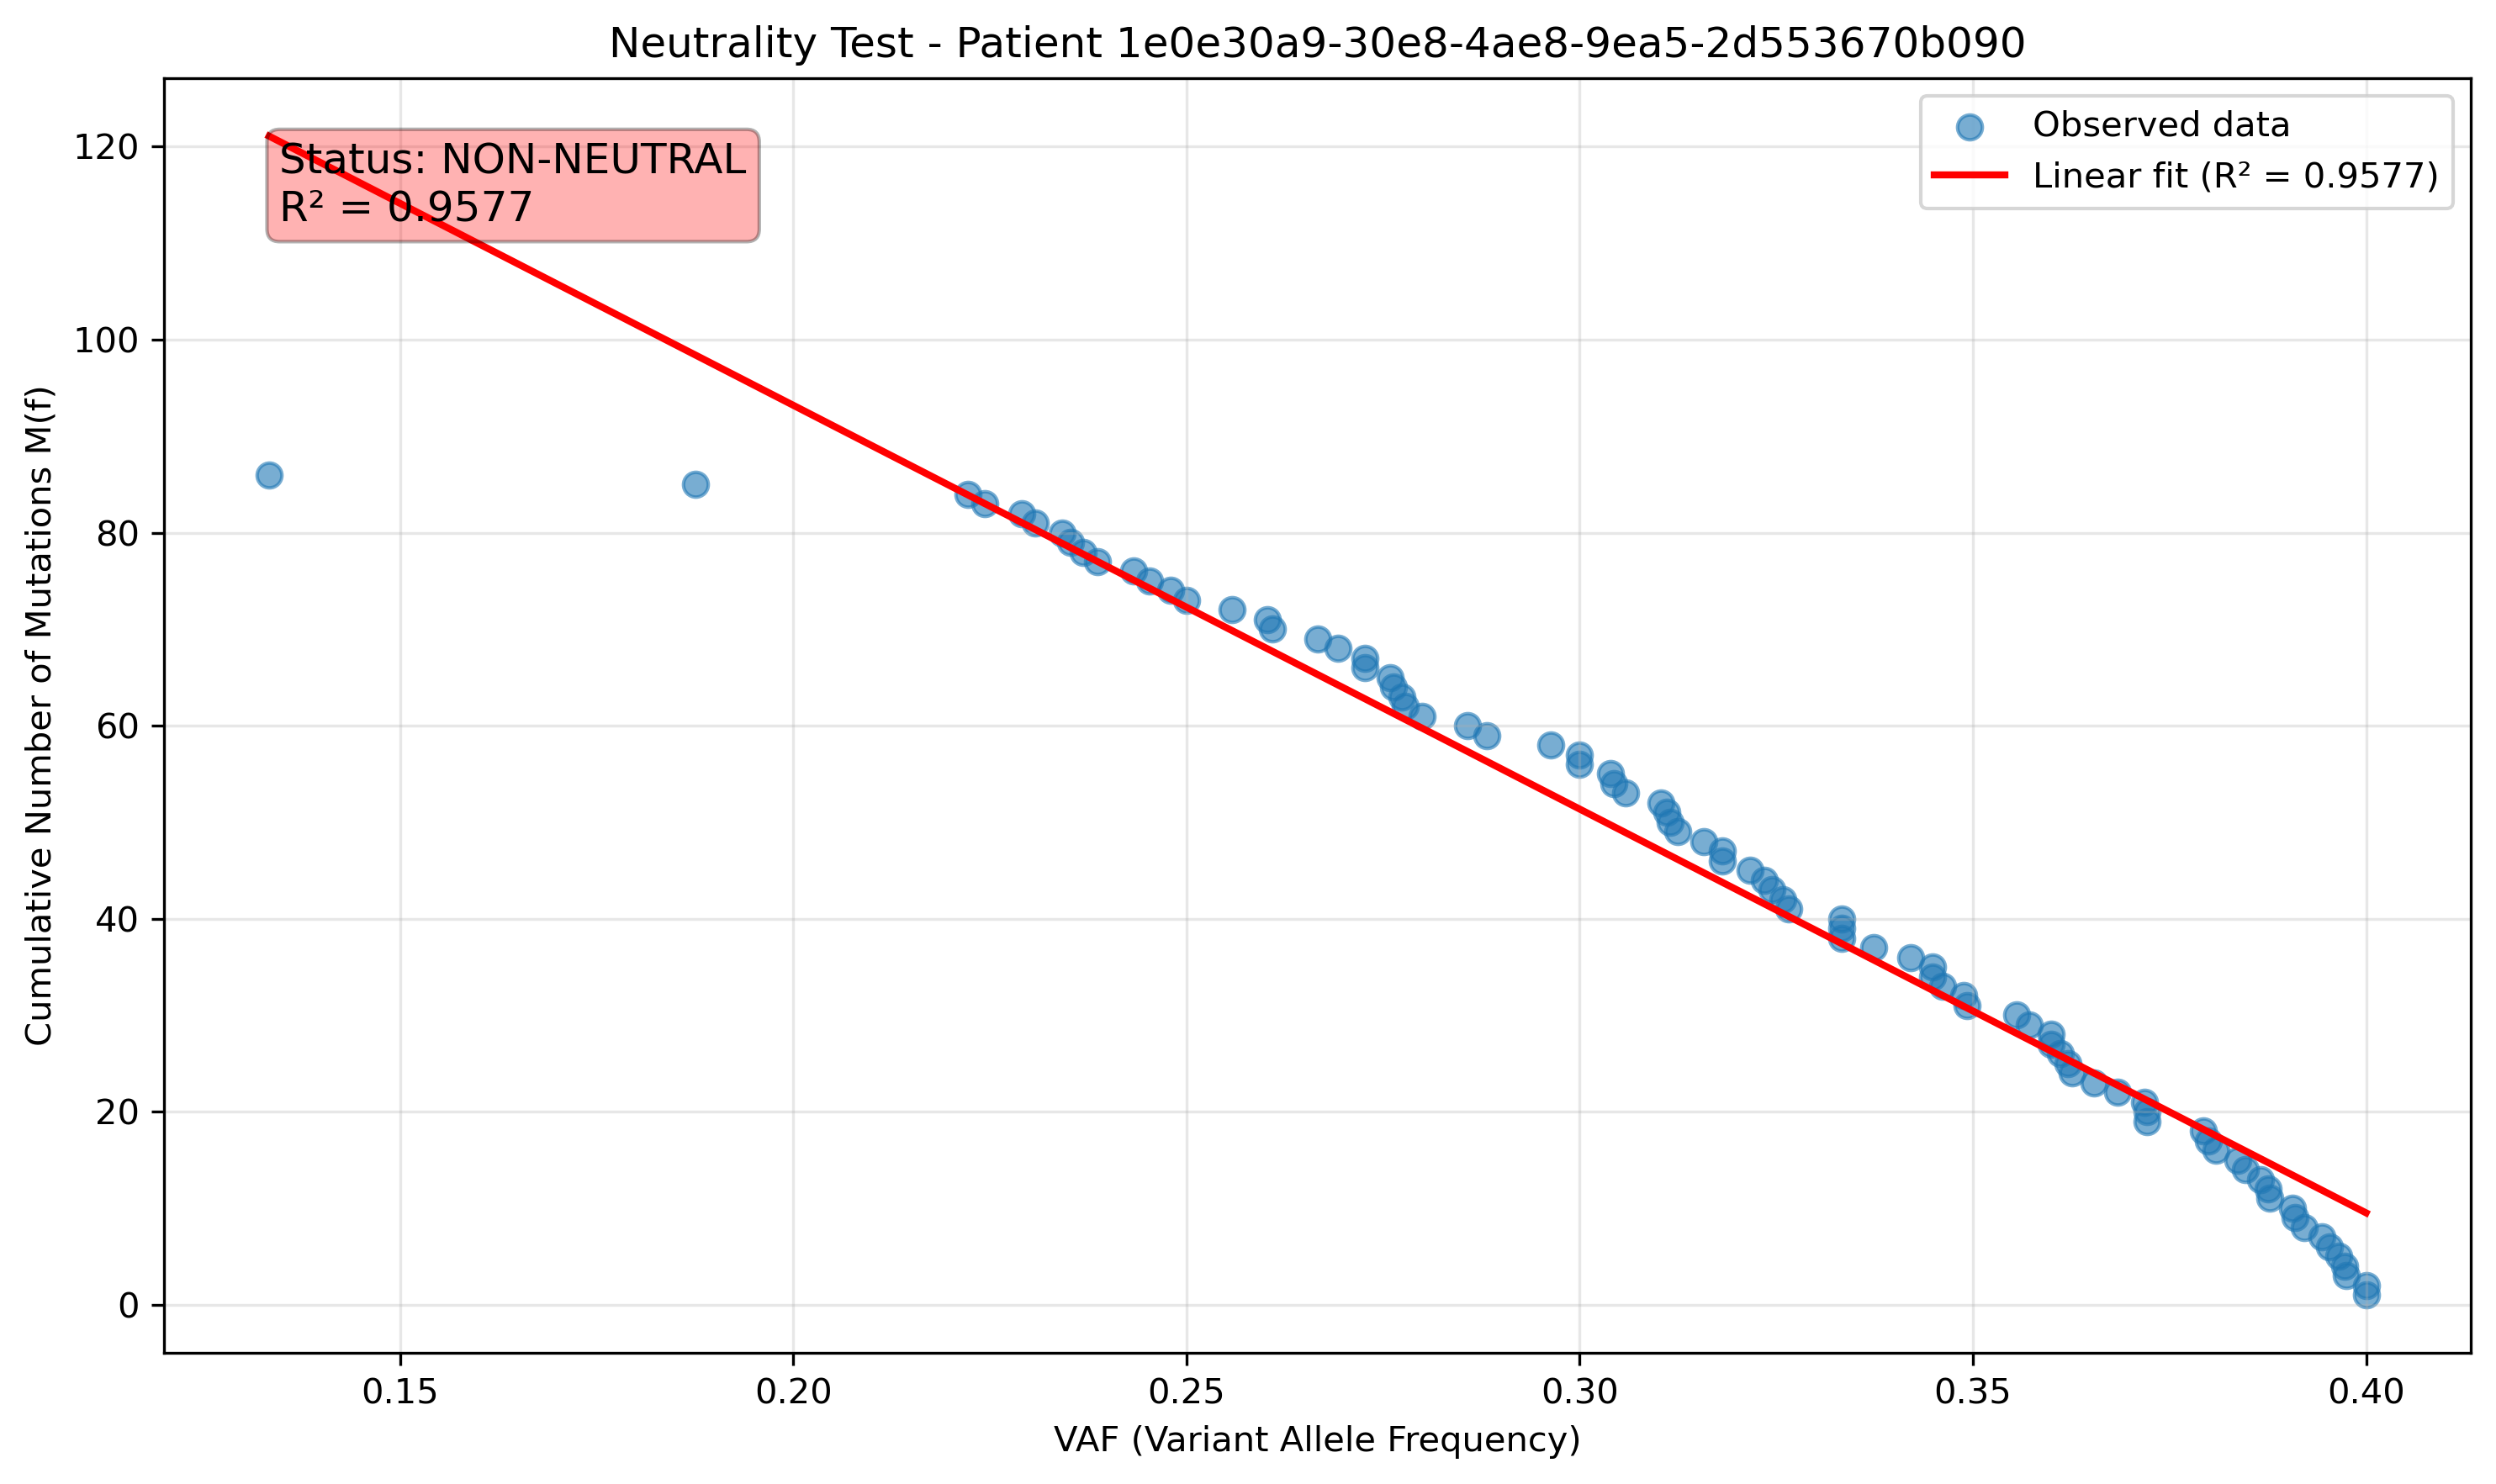 Neutrality Test - Patient 1e0e30a9-30e8-4ae8-9ea5-2d553670b090
Status: NON-NEUTRAL
R² = 0.9577
Observed data
Linear fit (R² = 0.9577)
Cumulative Number of Mutations M(f)
120
100
80
60
40
20
0
0.15
0.20
0.25
0.30
0.35
0.40
VAF (Variant Allele Frequency)